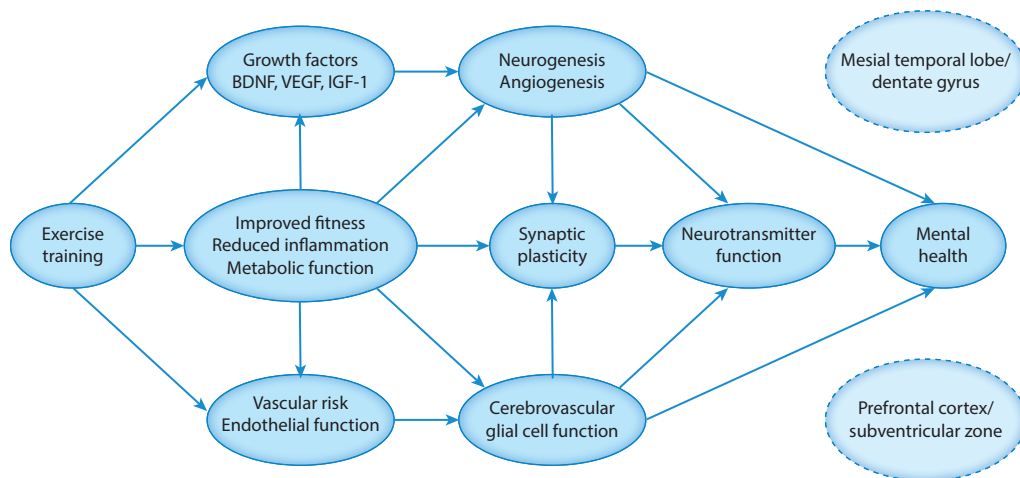 Growth factors
BDNF, VEGF, IGF-1
Neurogenesis
Angiogenesis
Mesial temporal lobe/
dentate gyrus
Exercise
training
Improved fitness
Reduced inflammation
Metabolic function
Synaptic
plasticity
Neurotransmitter
function
Mental
health
Vascular risk
Endothelial function
Cerebrovascular
glial cell function
Prefrontal cortex/
subventricular zone